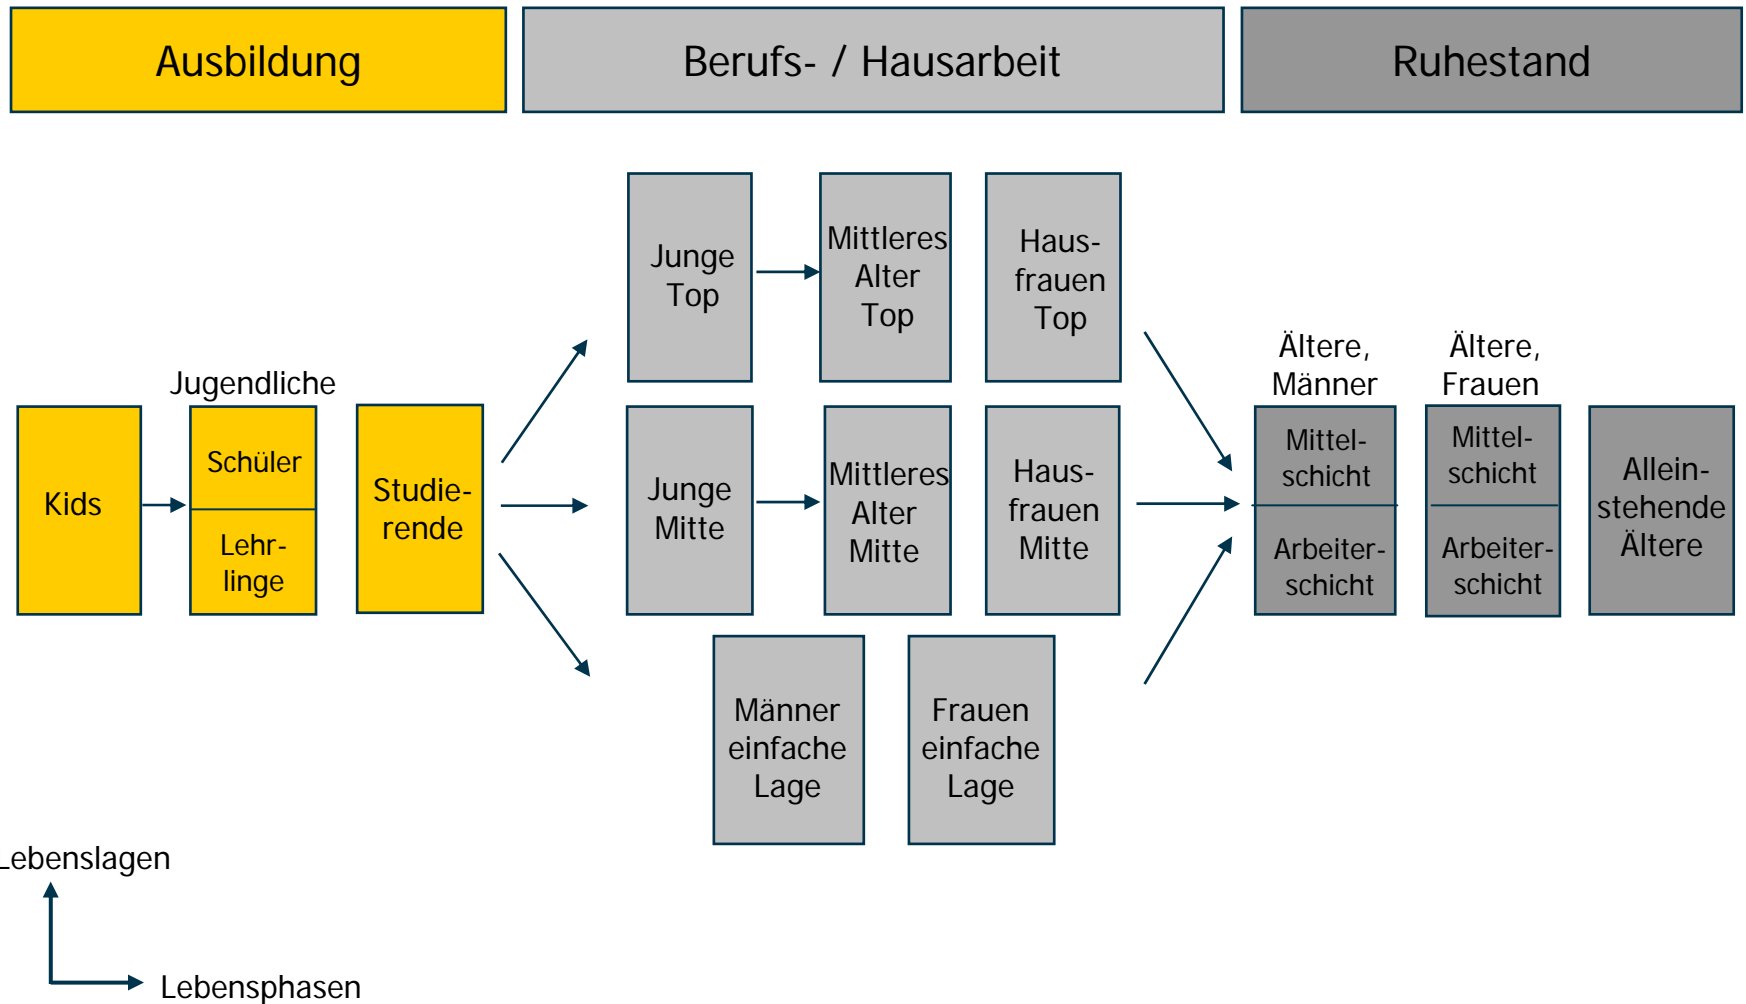 Ausbildung
Berufs- / Hausarbeit
Ruhestand
Junge
Top
Mittleres
Alter
Top
Haus-
frauen
Top
Jugendliche
Kids
Schüler
Lehr-
linge
Studie-
rende
Junge
Mitte
Mittleres
Alter
Mitte
Haus-
frauen
Mitte
Männer
einfache
Lage
Frauen
einfache
Lage
Ältere,
Männer
Mittel-
schicht
Arbeiter-
schicht
Ältere,
Frauen
Mittel-
schicht
Arbeiter-
schicht
Allein-
stehende
Ältere
Lebenslagen
Lebensphasen